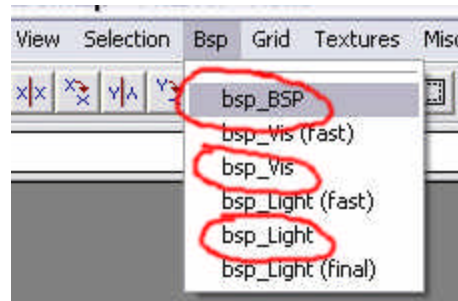 View Selection Bsp Grid Textures Misc
bsp_BSP
bsp_Vis (fast)
bsp_Vis
bsp_Light (fast)
bsp_Light
bsp_Light (final)